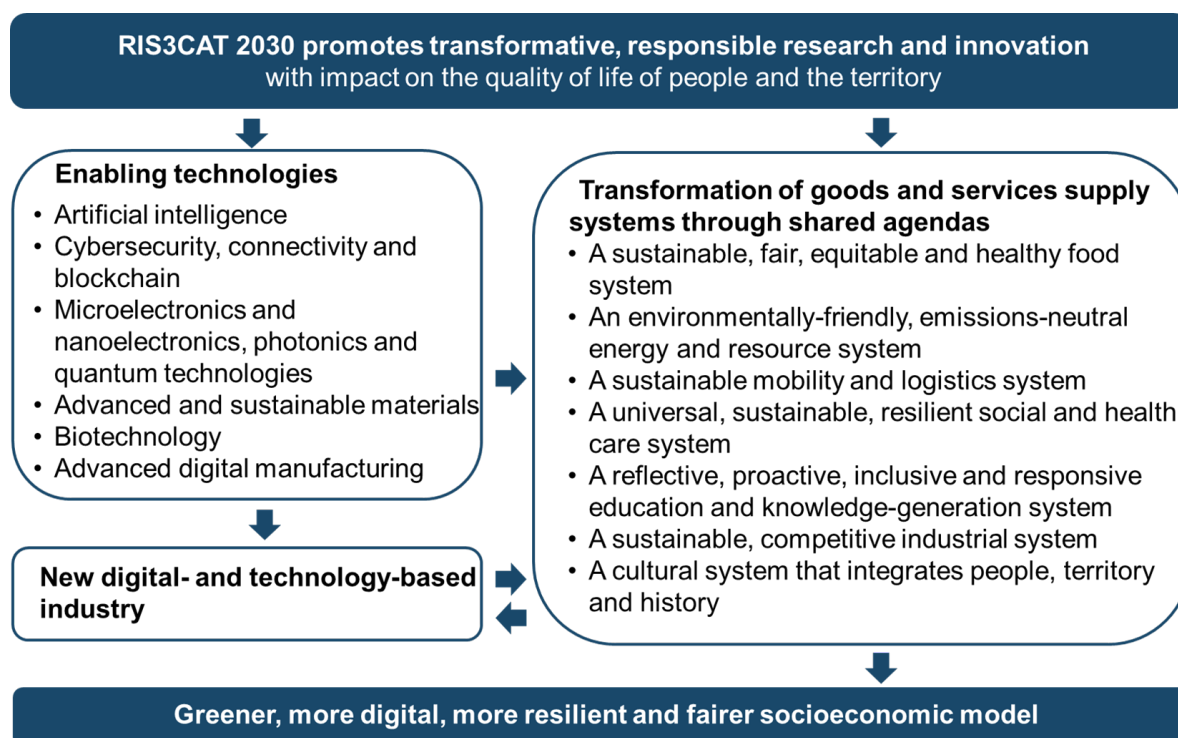 RIS3CAT 2030 promotes transformative, responsible research and innovation
with impact on the quality of life of people and the territory
Enabling technologies
• Artificial intelligence
• Cybersecurity, connectivity and
blockchain
• Microelectronics and
nanoelectronics, photonics and
quantum technologies
• Advanced and sustainable materials
• Biotechnology
• Advanced digital manufacturing
New digital- and technology-based
industry
Transformation of goods and services supply
systems through shared agendas
• A sustainable, fair, equitable and healthy food
system
• An environmentally-friendly, emissions-neutral
energy and resource system
• A sustainable mobility and logistics system
• A universal, sustainable, resilient social and health
care system
• A reflective, proactive, inclusive and responsive
education and knowledge-generation system
• A sustainable, competitive industrial system
• A cultural system that integrates people, territory
and history
Greener, more digital, more resilient and fairer socioeconomic model